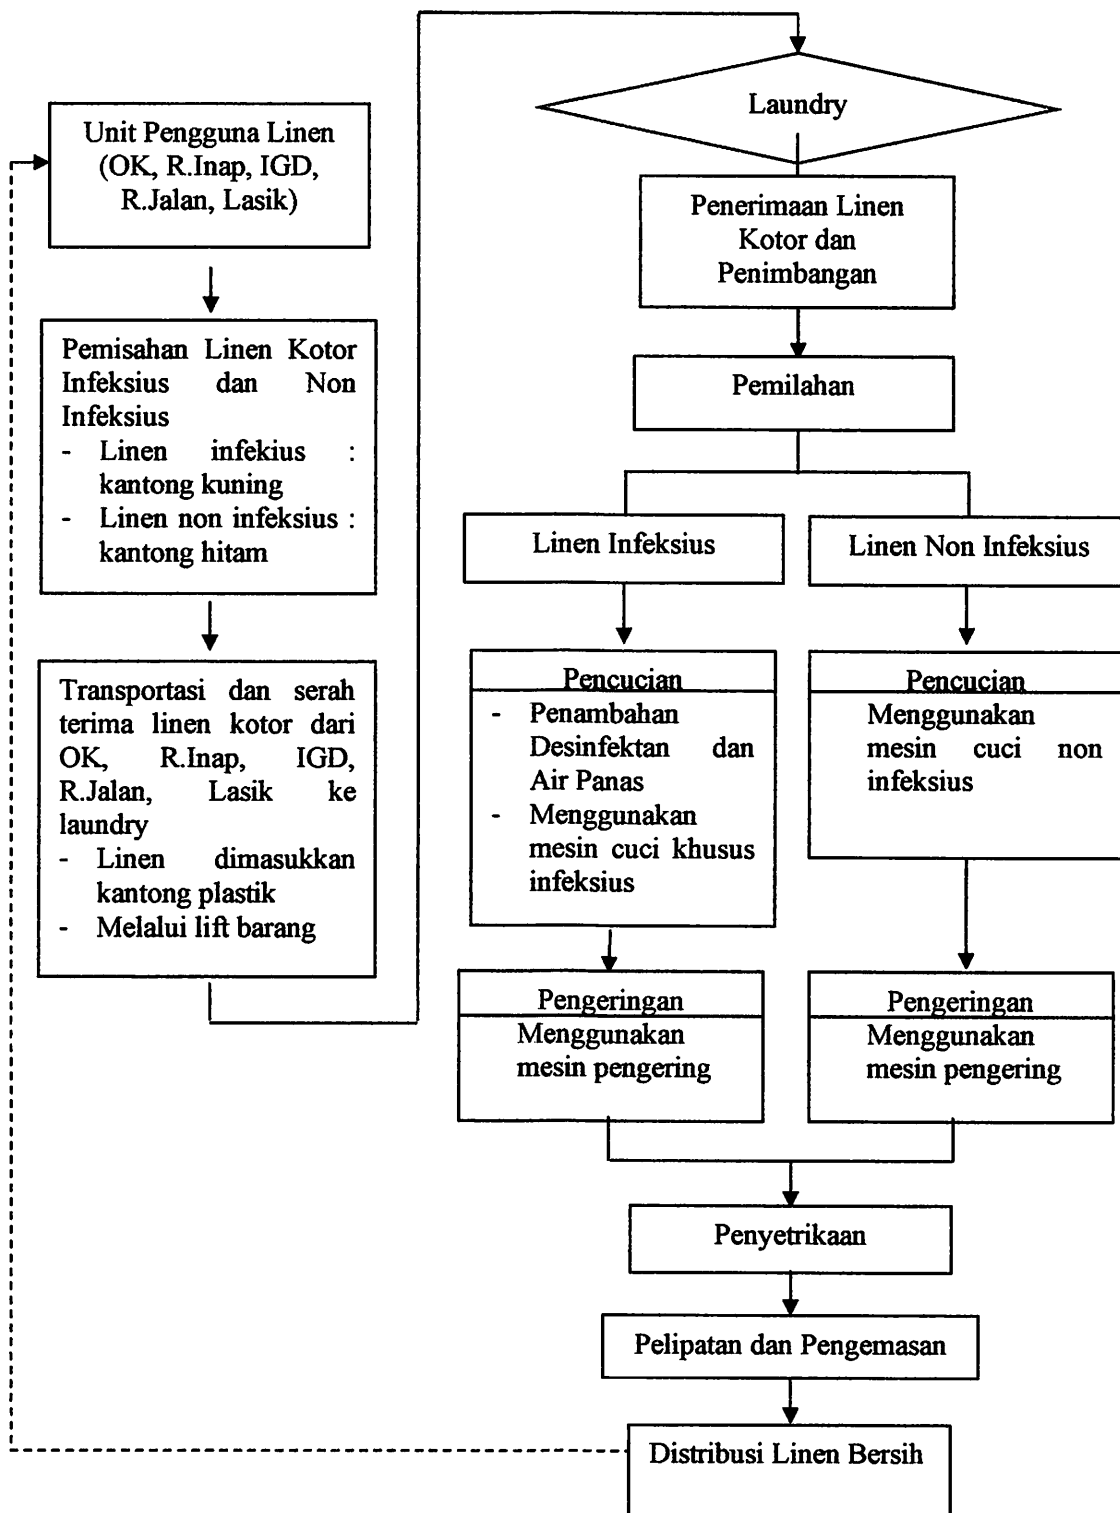 Unit Pengguna Linen
(OK, R.Inap, IGD,
R.Jalan, Lasik)
Pemisahan Linen Kotor
Infeksius dan Non
Infeksius
- Linen infekius :
kantong kuning
- Linen non infeksius :
kantong hitam
Transportasi dan serah
terima linen kotor dari
OK, R.Inap, IGD,
R.Jalan, Lasik ke
laundry
- Linen dimasukkan
kantong plastik
- Melalui lift barang
Laundry
Penerimaan Linen
Kotor dan
Penimbangan
Pemilahan
Linen Infeksius
Linen Non Infeksius
Pencucian
- Penambahan
Desinfektan dan
Air Panas
- Menggunakan
mesin cuci khusus
infeksius
Pencucian
Menggunakan
mesin cuci non
infeksius
Pengeringan
Menggunakan
mesin pengering
Pengeringan
Menggunakan
mesin pengering
Penyetrikaan
Pelipatan dan Pengemasan
Distribusi Linen Bersih